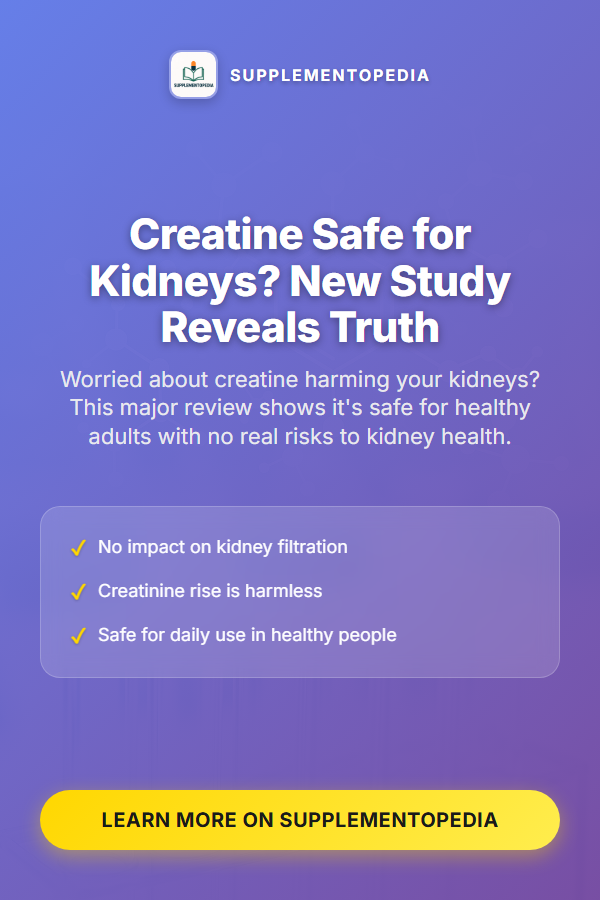 SUPPLEMENTOPEDIA
SUPPLEMENTOPEDIA
Creatine Safe for
Kidneys? New Study
Reveals Truth
Worried about creatine harming your kidneys?
This major review shows it's safe for healthy
adults with no real risks to kidney health.
✓ No impact on kidney filtration
✓ Creatinine rise is harmless
✓ Safe for daily use in healthy people
LEARN MORE ON SUPPLEMENTOPEDIA